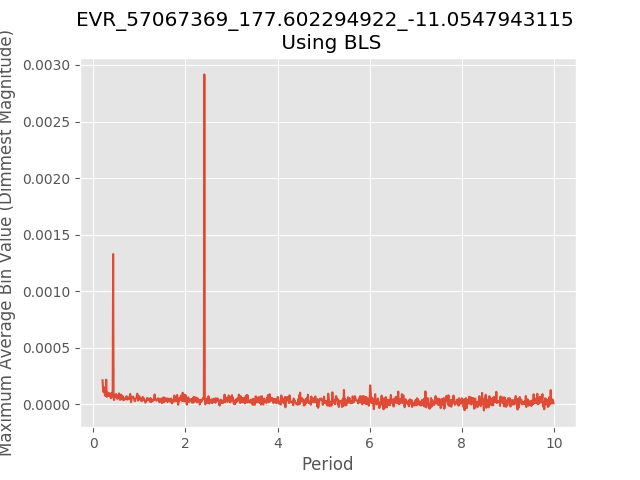 EVR_57067369_177.602294922_-11.0547943115
Using BLS
Maximum Average Bin Value (Dimmest Magnitude)
0.0030
0.0025
0.0020
0.0015
0.0010
0.0005
0.0000
0 2 4 6 8 10
Period